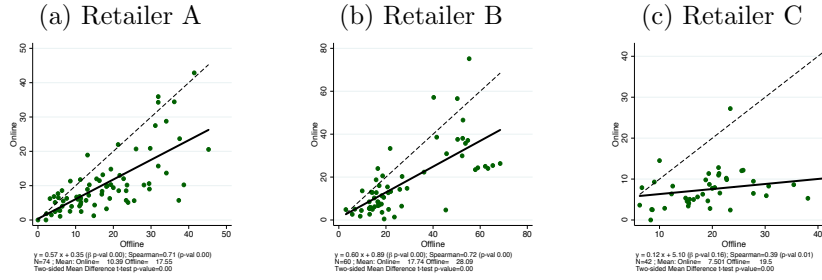 (a) Retailer A
(b) Retailer B
(c) Retailer C
50
40
30
20
10
0
Online
0 10 20 30 40 50
Offline
y = 0.57 x + 0.35 (β p-val 0.00); Spearman=0.71 (p-val 0.00)
N=74 ; Mean: Online= 10.39 Offline= 17.55
Two-sided Mean Difference t-test p-value=0.00
80
60
40
20
0
Online
0 20 40 60 80
Offline
y = 0.60 x + 0.89 (β p-val 0.00); Spearman=0.72 (p-val 0.00)
N=60 ; Mean: Online= 17.74 Offline= 28.09
Two-sided Mean Difference t-test p-value=0.00
40
30
20
10
0
Online
10 20 30 40
Offline
y = 0.12 x + 5.10 (β p-val 0.16); Spearman=0.39 (p-val 0.01)
N=42 ; Mean: Online= 7.501 Offline= 19.5
Two-sided Mean Difference t-test p-value=0.00